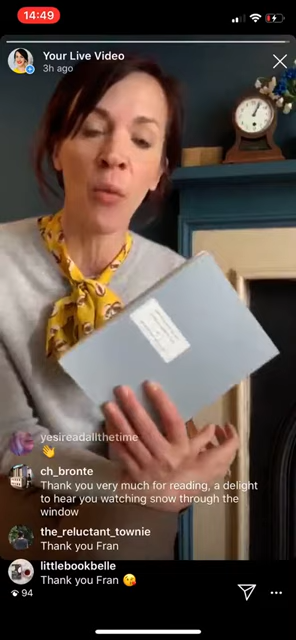 14:49
Your Live Video
3h ago
yesireadallthetime
👋
ch_bronte
Thank you very much for reading, a delight
to hear you watching snow through the
window
the_reluctant_townie
Thank you Fran
littlebookbelle
Thank you Fran 😘
94